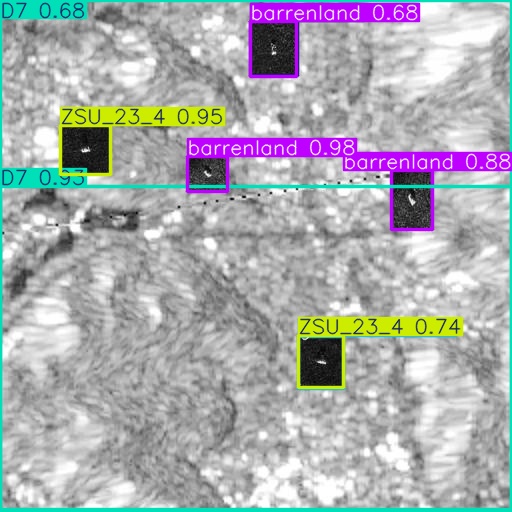 D7 0.68
barrenland 0.68
ZSU_23_4 0.95
barrenland 0.98
barrenland 0.88
D7 0.93
ZSU_23_4 0.74